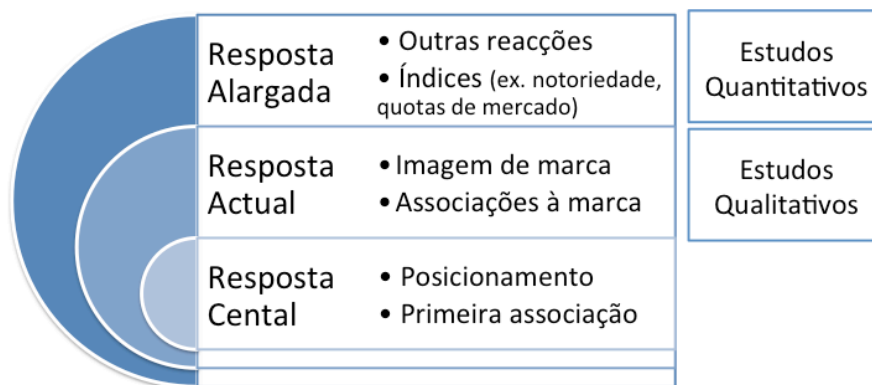 Resposta
Alargada
• Outras reacções
• Índices (ex. notoriedade,
quotas de mercado)
Estudos
Quantitativos
Resposta
Actual
• Imagem de marca
• Associações à marca
Estudos
Qualitativos
Resposta
Cental
• Posicionamento
• Primeira associação